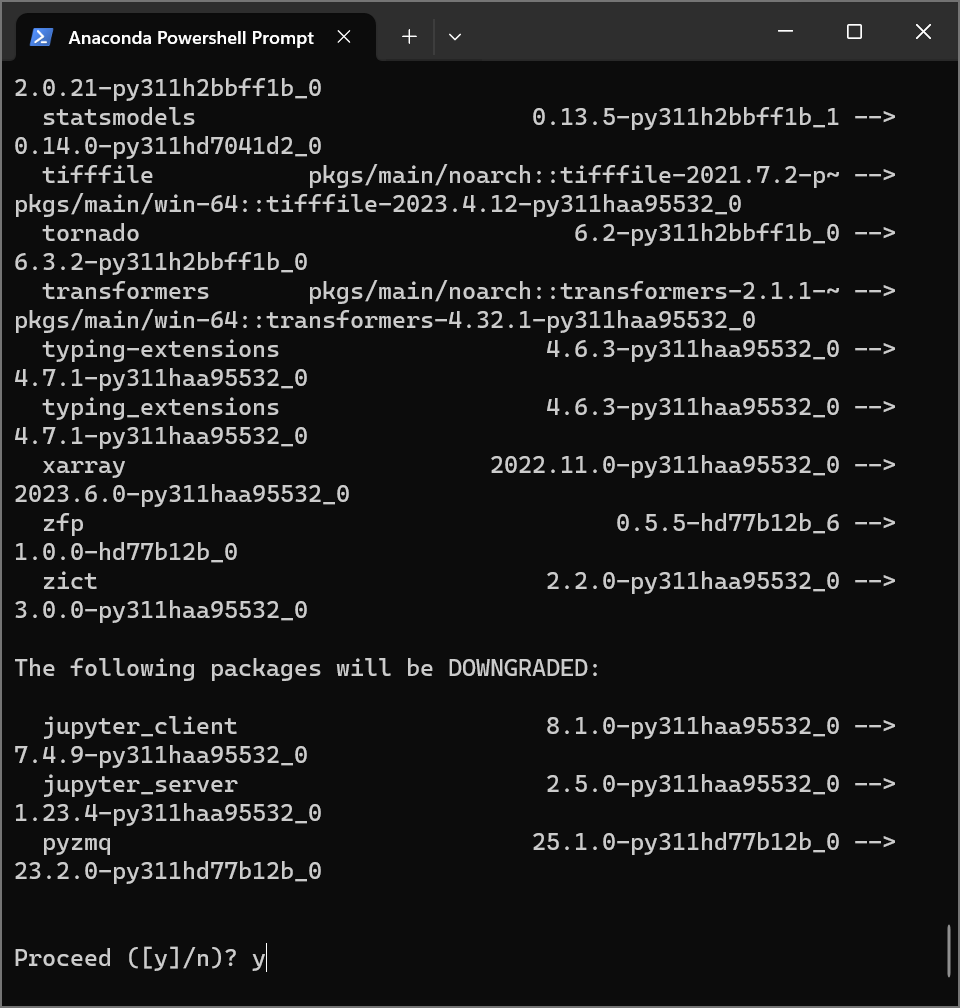 Anaconda Powershell Prompt
2.0.21-py311h2bbff1b_0
statsmodels 0.13.5-py311h2bbff1b_1 -->
0.14.0-py311hd7041d2_0
tifffile pkgs/main/noarch::tifffile-2021.7.2-p~ -->
pkgs/main/win-64::tifffile-2023.4.12-py311haa95532_0
tornado 6.2-py311h2bbff1b_0 -->
6.3.2-py311h2bbff1b_0
transformers pkgs/main/noarch::transformers-2.1.1-~ -->
pkgs/main/win-64::transformers-4.32.1-py311haa95532_0
typing-extensions 4.6.3-py311haa95532_0 -->
4.7.1-py311haa95532_0
typing_extensions 4.6.3-py311haa95532_0 -->
4.7.1-py311haa95532_0
xarray 2022.11.0-py311haa95532_0 -->
2023.6.0-py311haa95532_0
zfp 0.5.5-hd77b12b_6 -->
1.0.0-hd77b12b_0
zict 2.2.0-py311haa95532_0 -->
3.0.0-py311haa95532_0
The following packages will be DOWNGRADED:
jupyter_client 8.1.0-py311haa95532_0 -->
7.4.9-py311haa95532_0
jupyter_server 2.5.0-py311haa95532_0 -->
1.23.4-py311haa95532_0
pyzmq 25.1.0-py311hd77b12b_0 -->
23.2.0-py311hd77b12b_0
Proceed ([y]/n)? y